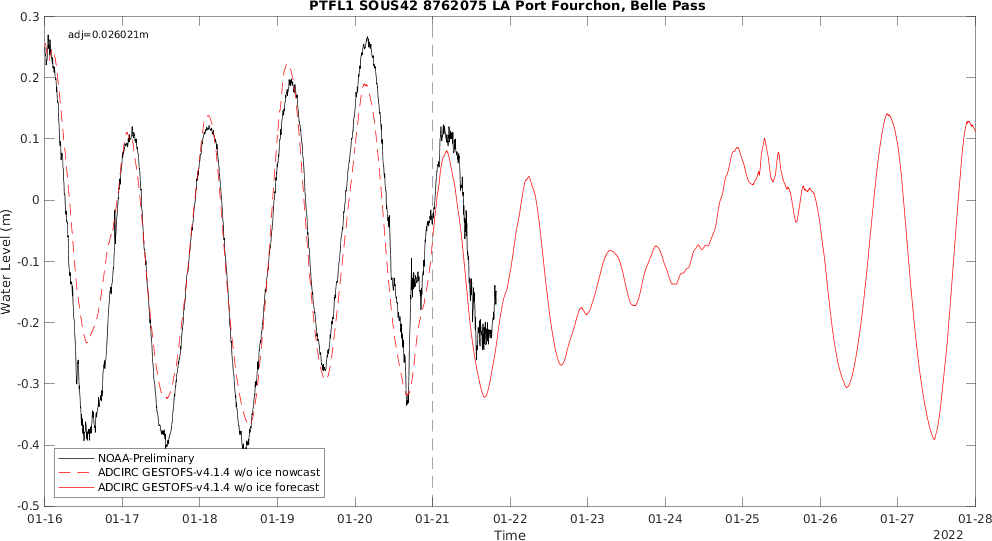 PTFL1 SOUS42 8762075 LA Port Fourchon, Belle Pass
adj=0.026021m
0.3
0.2
0.1
0
-0.1
-0.2
-0.3
-0.4
-0.5
Water Level (m)
NOAA-Preliminary
ADCIRC GESTOFS-v4.1.4 w/o ice nowcast
ADCIRC GESTOFS-v4.1.4 w/o ice forecast
01-16 01-17 01-18 01-19 01-20 01-21 01-22 01-23 01-24 01-25 01-26 01-27 01-28
Time
2022